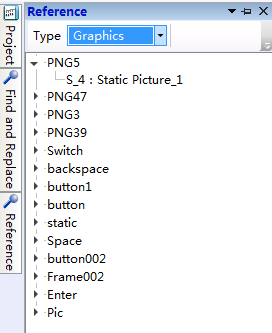 Reference
Type Graphics
PNG5
S_4 : Static Picture_1
PNG47
PNG3
PNG39
Switch
backspace
button1
button
static
Space
button002
Frame002
Enter
Pic
Project
Find and Replace
Reference